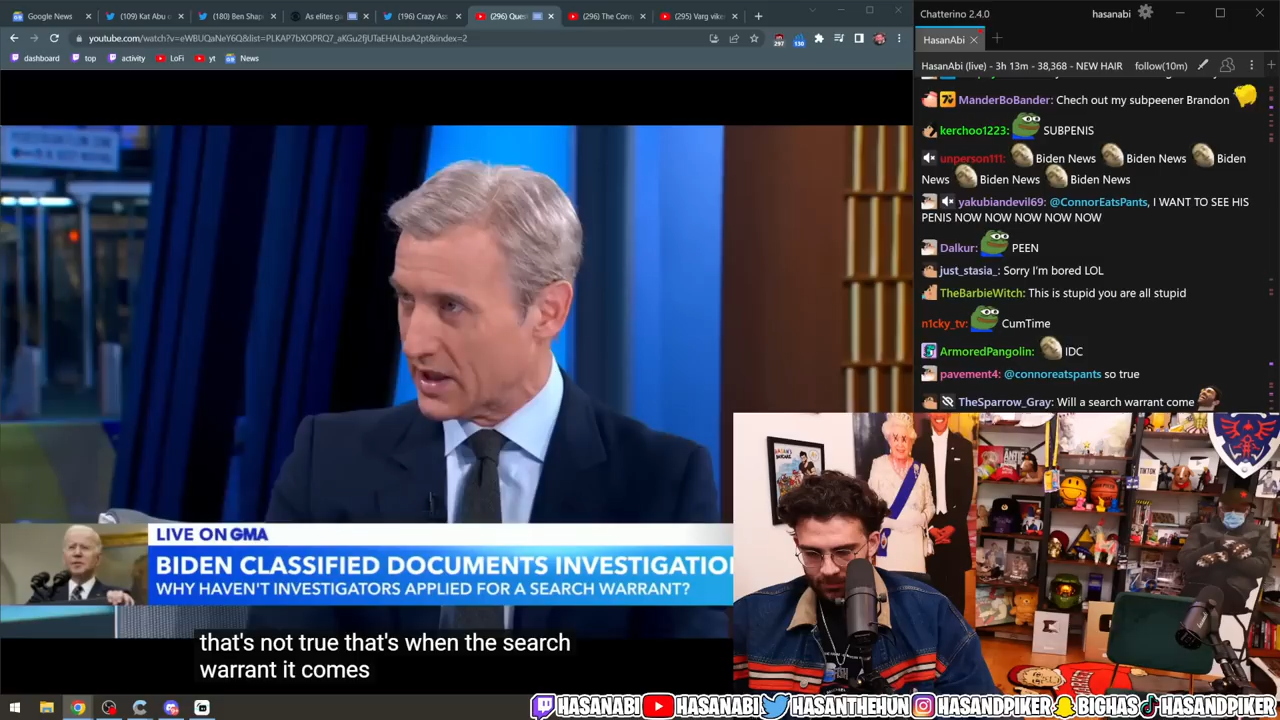 Google News
(109) Kat Abu o
(180) Ben Shap
As elites g
(196) Crazy Ass
(296) Ques
(296) The Con
(295) Varg vike
youtube.com/watch?v=eWBUQaNeY6Q&list=PLKAP7bXOPRQ7_aKGu2fJUTaEHALbsA2pt&index=2
297
130
dashboard
top
activity
LoFi
yt
News
Chatterino 2.4.0
hasanabi
HasanAbi
HasanAbi (live) - 3h 13m - 38,368 - NEW HAIR
follow(10m)
ManderBoBander: Chech out my subpeener Brandon
kerchoo1223: SUBPENIS
unperson111: Biden News Biden News Biden
News Biden News Biden News
yakubiandevil69: @ConnorEatsPants, I WANT TO SEE HIS
PENIS NOW NOW NOW NOW NOW
Dalkur: PEEN
just_stasia_: Sorry I'm bored LOL
TheBarbieWitch: This is stupid you are all stupid
n1cky_tv: CumTime
ArmoredPangolin: IDC
pavement4: @connoreatspants so true
TheSparrow_Gray: Will a search warrant come
LIVE ON GMA
BIDEN CLASSIFIED DOCUMENTS INVESTIGATIO
WHY HAVEN'T INVESTIGATORS APPLIED FOR A SEARCH WARRANT?
that's not true that's when the search
warrant it comes
TIKTOK
HASANABI
HASANABI
HASANTHEHUN
HASANDPIKER
BIGHAS
HASANDPIKER